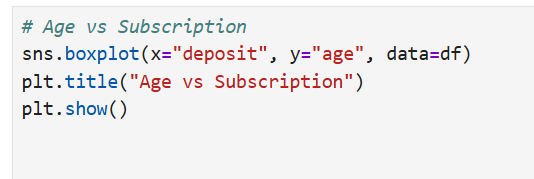 # Age vs Subscription
sns.boxplot(x="deposit", y="age", data=df)
plt.title("Age vs Subscription")
plt.show()